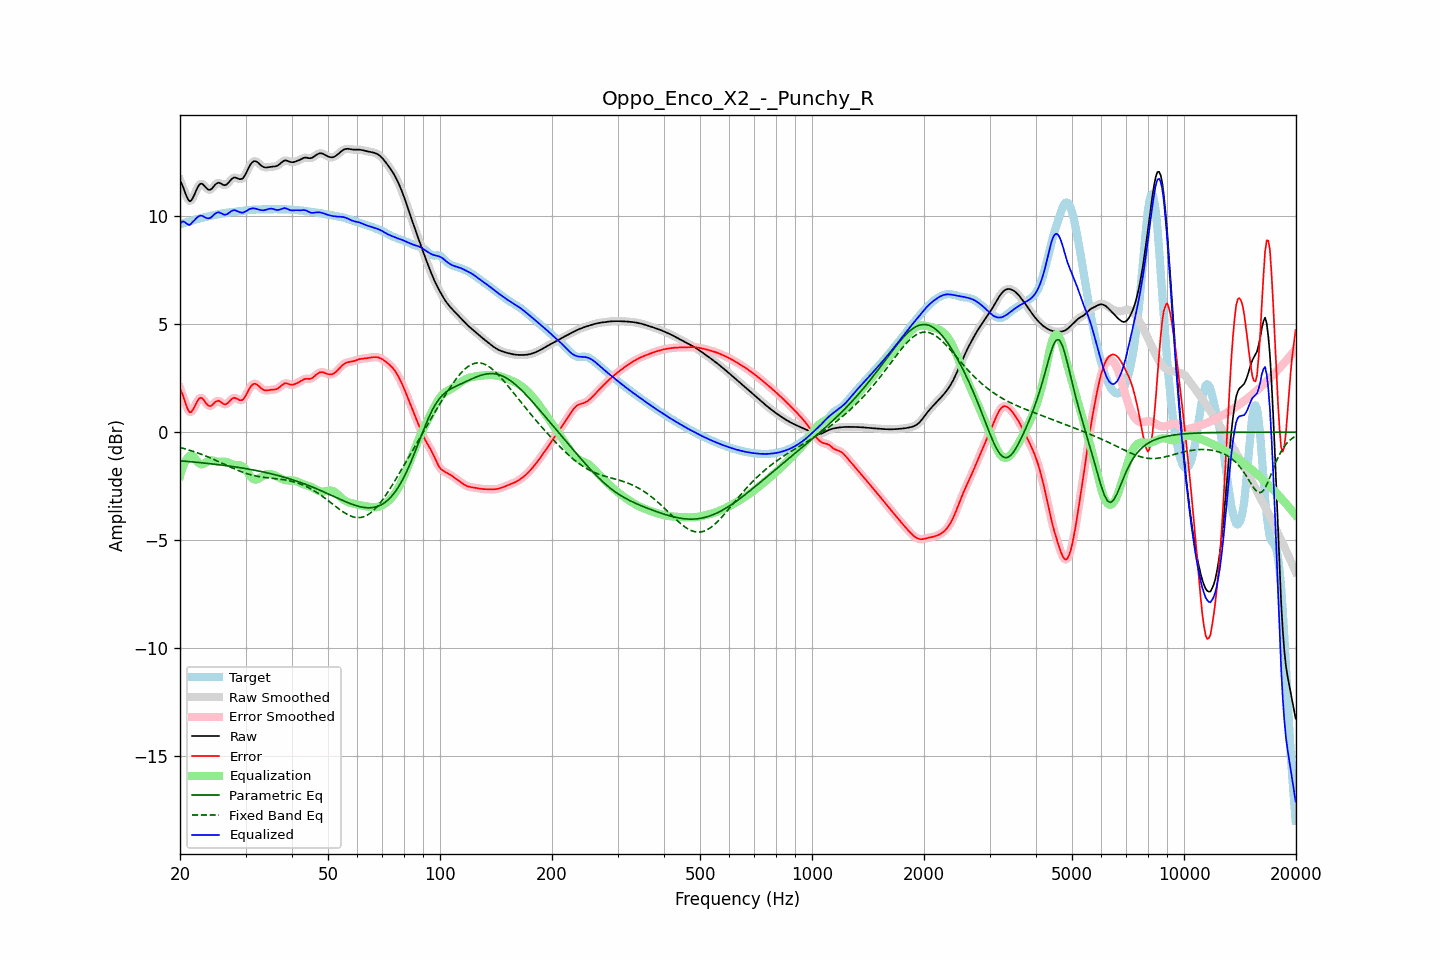 Oppo_Enco_X2_-_Punchy_R
Amplitude (dBr)
10
5
0
−5
−10
−15
Target
Raw Smoothed
Error Smoothed
Raw
Error
Equalization
Parametric Eq
Fixed Band Eq
Equalized
20 50 100 200 500 1000 2000 5000 10000 20000
Frequency (Hz)